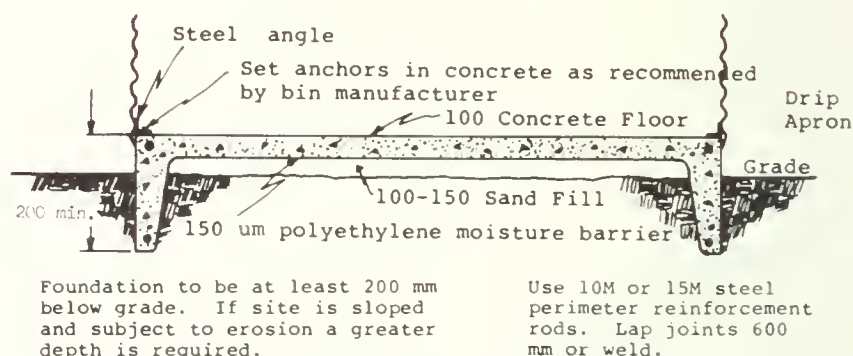 Steel angle
Set anchors in concrete as recommended
by bin manufacturer
100 Concrete Floor
Drip
Apron
Grade
200 min.
100-150 Sand Fill
150 um polyethylene moisture barrier
Foundation to be at least 200 mm
below grade. If site is sloped
and subject to erosion a greater
depth is required.
Use 10M or 15M steel
perimeter reinforcement
rods. Lap joints 600
mm or weld.